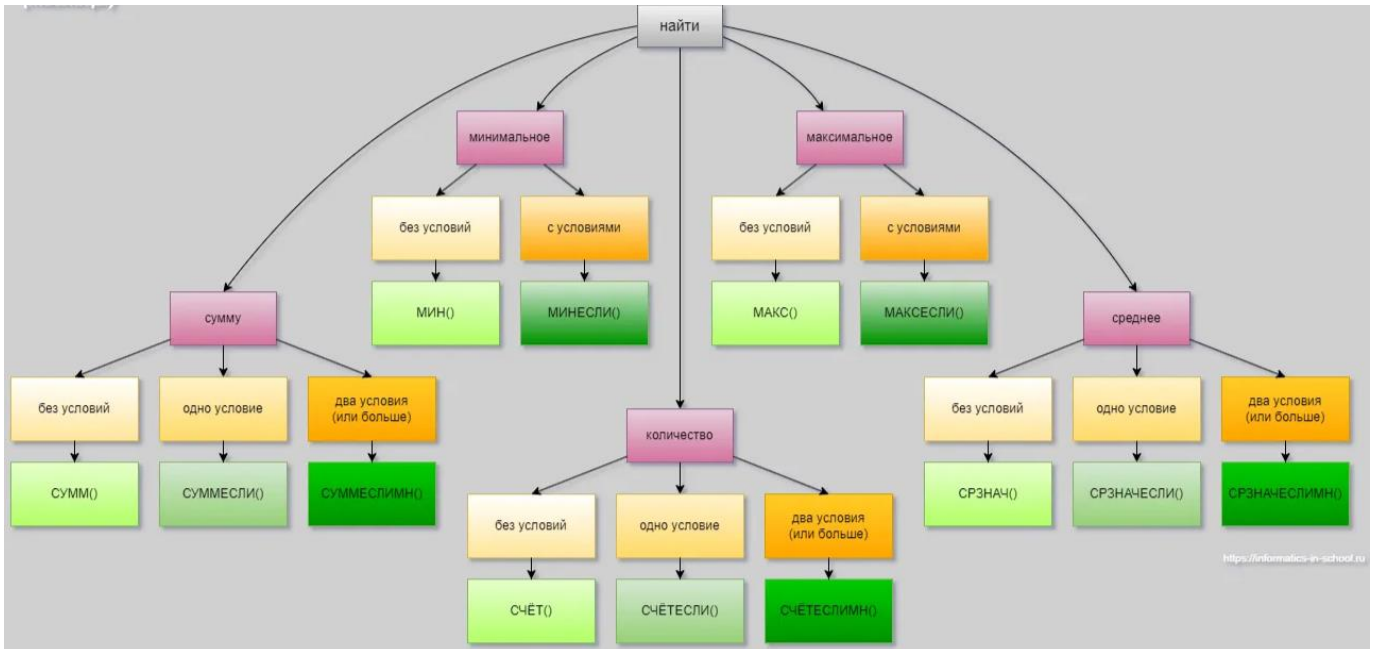 найти
минимальное
максимальное
без условий
с условиями
без условий
с условиями
МИН()
МИНЕСЛИ()
МАКС()
МАКСЕСЛИ()
сумму
среднее
без условий
одно условие
два условия
(или больше)
без условий
одно условие
два условия
(или больше)
количество
СУММ()
СУММЕСЛИ()
СУММЕСЛИМН()
СРЗНАЧ()
СРЗНАЧЕСЛИ()
СРЗНАЧЕСЛИМН()
без условий
одно условие
два условия
(или больше)
https://informatics-in-school.ru
СЧЁТ()
СЧЁТЕСЛИ()
СЧЁТЕСЛИМН()